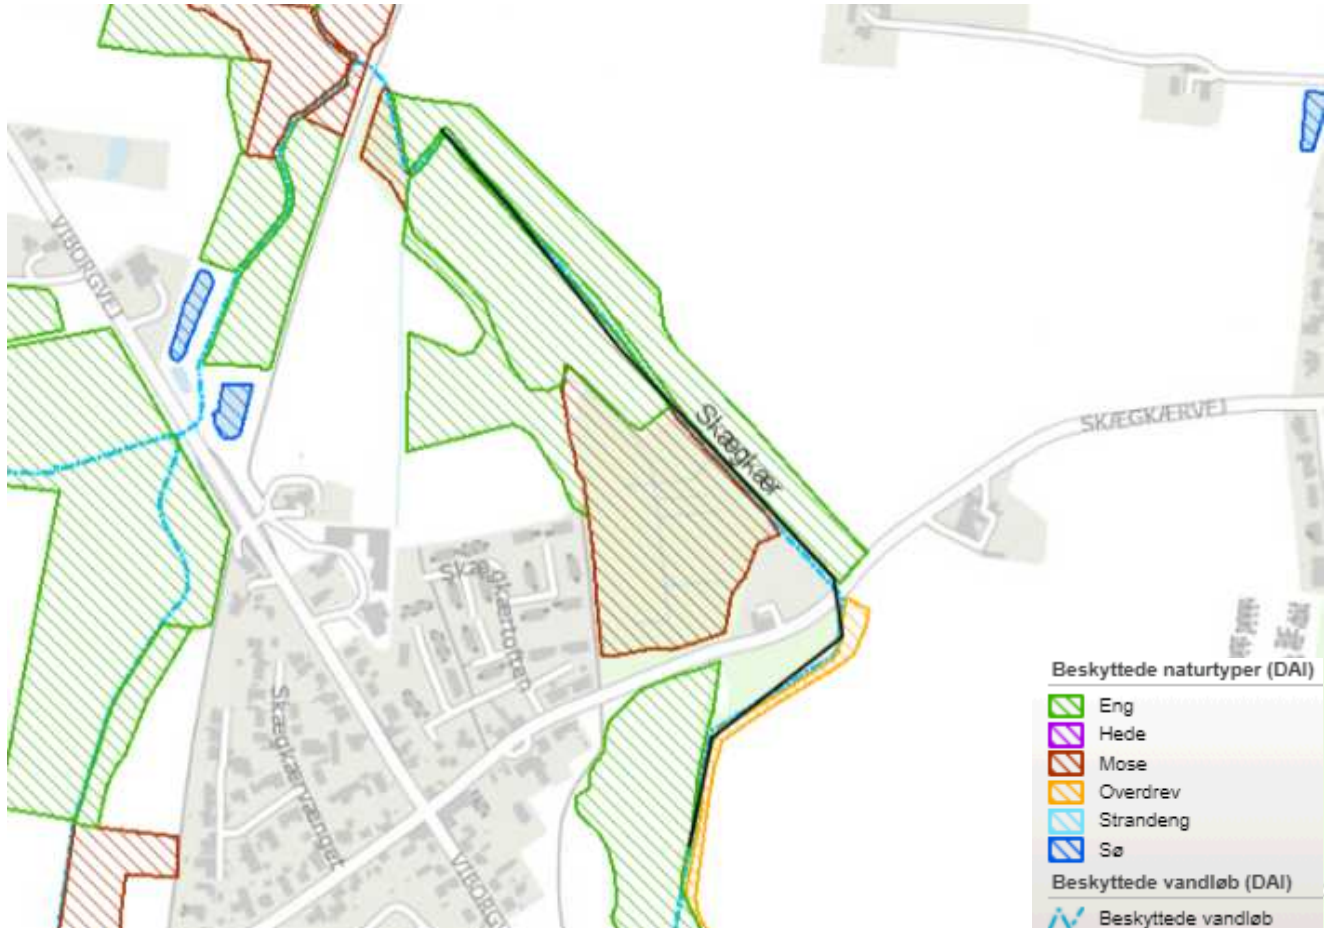 VIBORGVEJ
SKÆGKÆRVEJ
Skægkær
Skægkærtoften
Skægkærvænget
Beskyttede naturtyper (DAI)
Eng
Hede
Mose
Overdrev
Strandeng
Sø
Beskyttede vandløb (DAI)
Beskyttede vandløb